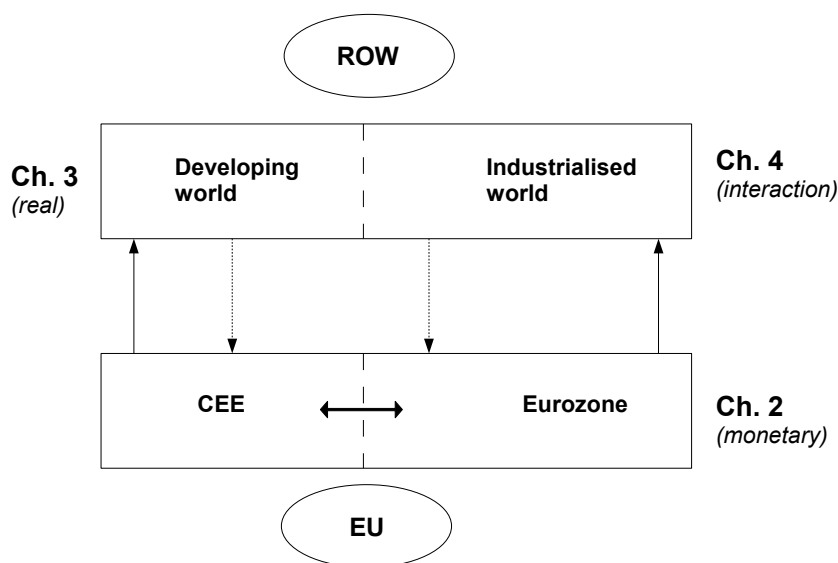 ROW
Ch. 3
(real)
Developing
world
Industrialised
world
Ch. 4
(interaction)
CEE
Eurozone
Ch. 2
(monetary)
EU